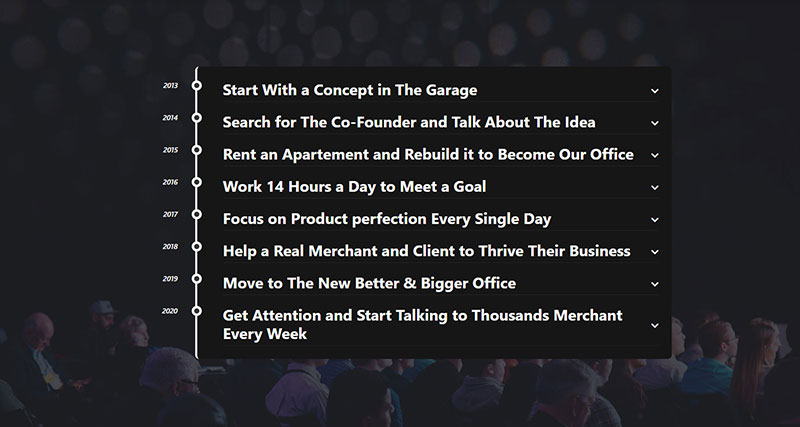 2013 Start With a Concept in The Garage
2014 Search for The Co-Founder and Talk About The Idea
2015 Rent an Apartement and Rebuild it to Become Our Office
2016 Work 14 Hours a Day to Meet a Goal
2017 Focus on Product perfection Every Single Day
2018 Help a Real Merchant and Client to Thrive Their Business
2019 Move to The New Better & Bigger Office
2020 Get Attention and Start Talking to Thousands Merchant
Every Week